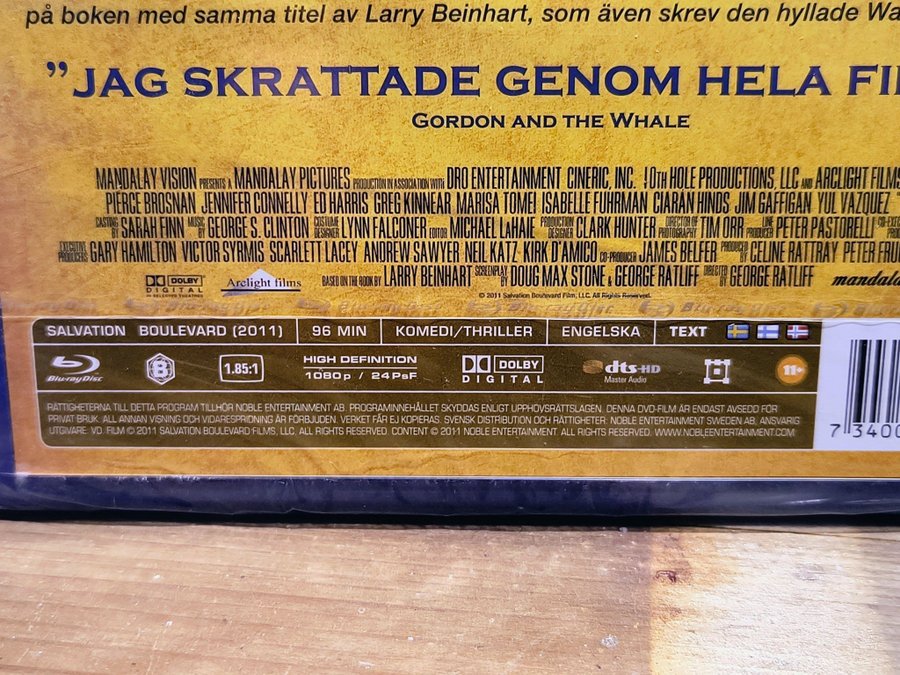 på boken med samma titel av Larry Beinhart, som även skrev den hyllade
”JAG SKRATTADE GENOM HELA
GORDON AND THE WHALE
MANDALAY VISION PRESENTS A MANDALAY PICTURES PRODUCTION IN ASSOCIATION WITH DRO ENTERTAINMENT CINERIC, INC. 10TH HOLE PRODUCTIONS, LLC AND ARCLIGHT FILMS
PIERCE BROSNAN JENNIFER CONNELLY ED HARRIS GREG KINNEAR MARISA TOMEI ISABELLE FUHRMAN CIARÁN HINDS JIM GAFFIGAN YUL VAZQUEZ
CASTING BY SARAH FINN MUSIC BY GEORGE S. CLINTON COSTUME DESIGNER LYNN FALCONER EDITOR MICHAEL LaHAIE PRODUCTION DESIGNER CLARK HUNTER DIRECTOR OF PHOTOGRAPHY TIM ORR LINE PRODUCER PETER PASTORELLI
EXECUTIVE PRODUCERS GARY HAMILTON VICTOR SYRMIS SCARLETT LACEY ANDREW SAWYER NEIL KATZ KIRK D'AMICO CO-PRODUCER JAMES BELFER PRODUCED BY CELINE RATTRAY PETER
BASED ON THE BOOK BY LARRY BEINHART SCREENPLAY BY DOUG MAX STONE & GEORGE RATLIFF DIRECTED BY GEORGE RATLIFF
DOLBY DIGITAL IN SELECTED THEATRES
Arclight films
© 2011 Salvation Boulevard Film, LLC. All Rights Reserved.
SALVATION BOULEVARD (2011) 96 MIN KOMEDI/THRILLER ENGELSKA TEXT
Blu-ray Disc B 1.85:1 HIGH DEFINITION 1080p / 24PsF DOLBY DIGITAL dts-HD Master Audio 11+
RÄTTIGHETERNA TILL DETTA PROGRAM TILLHÖR NOBLE ENTERTAINMENT AB. PROGRAMINNEHÅLLET SKYDDAS ENLIGT UPPHOVSRÄTTSLAGEN. DENNA DVD-FILM ÄR ENDAST AVSEDD FÖR
PRIVAT BRUK. ALL ANNAN VISNING OCH VIDARESPRIDNING ÄR FÖRBJUDEN. VERKET FÅR EJ KOPIERAS. SVENSK DISTRIBUTION OCH RÄTTIGHETER: NOBLE ENTERTAINMENT SWEDEN AB, ANSVARIG
UTGIVARE: VD. FILM © 2011 SALVATION BOULEVARD FILMS, LLC. ALL RIGHTS RESERVED. CONTENT © 2011 NOBLE ENTERTAINMENT. ALL RIGHTS RESERVED. WWW.NOBLEENTERTAINMENT.COM
7 3400